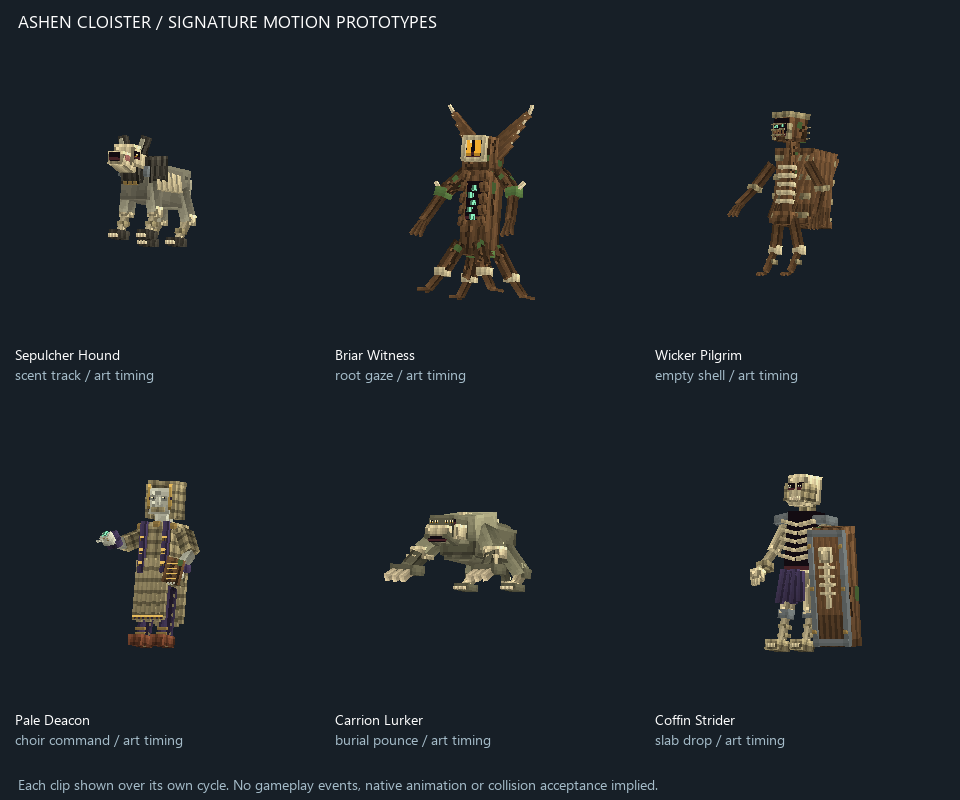 ASHEN CLOISTER / SIGNATURE MOTION PROTOTYPES
Sepulcher Hound
scent track / art timing
Briar Witness
root gaze / art timing
Wicker Pilgrim
empty shell / art timing
Pale Deacon
choir command / art timing
Carrion Lurker
burial pounce / art timing
Coffin Strider
slab drop / art timing
Each clip shown over its own cycle. No gameplay events, native animation or collision acceptance implied.